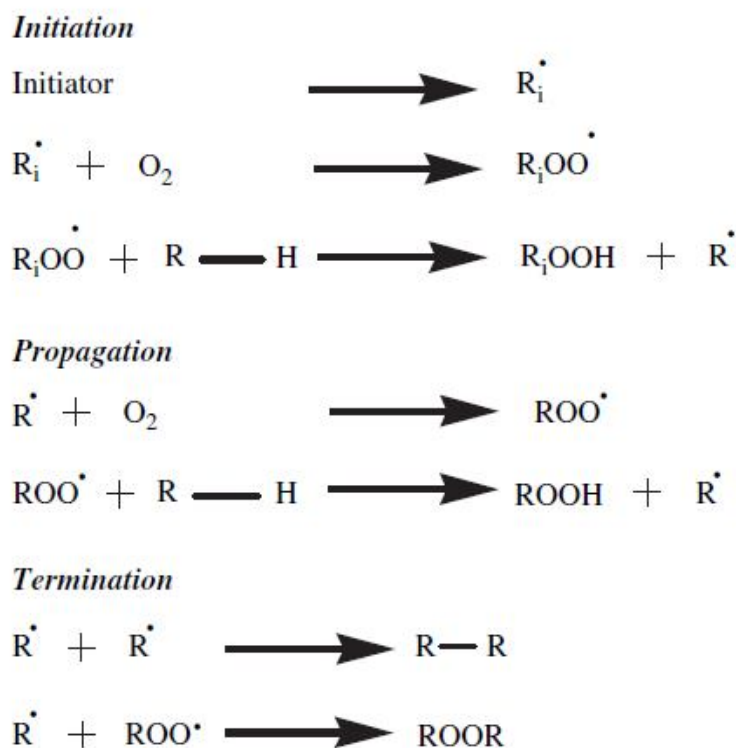 Initiation
Initiator ⟶ Rᵢ•
Rᵢ• + O₂ ⟶ RᵢOO•
RᵢOO• + R — H ⟶ RᵢOOH + R•
Propagation
R• + O₂ ⟶ ROO•
ROO• + R — H ⟶ ROOH + R•
Termination
R• + R• ⟶ R—R
R• + ROO• ⟶ ROOR